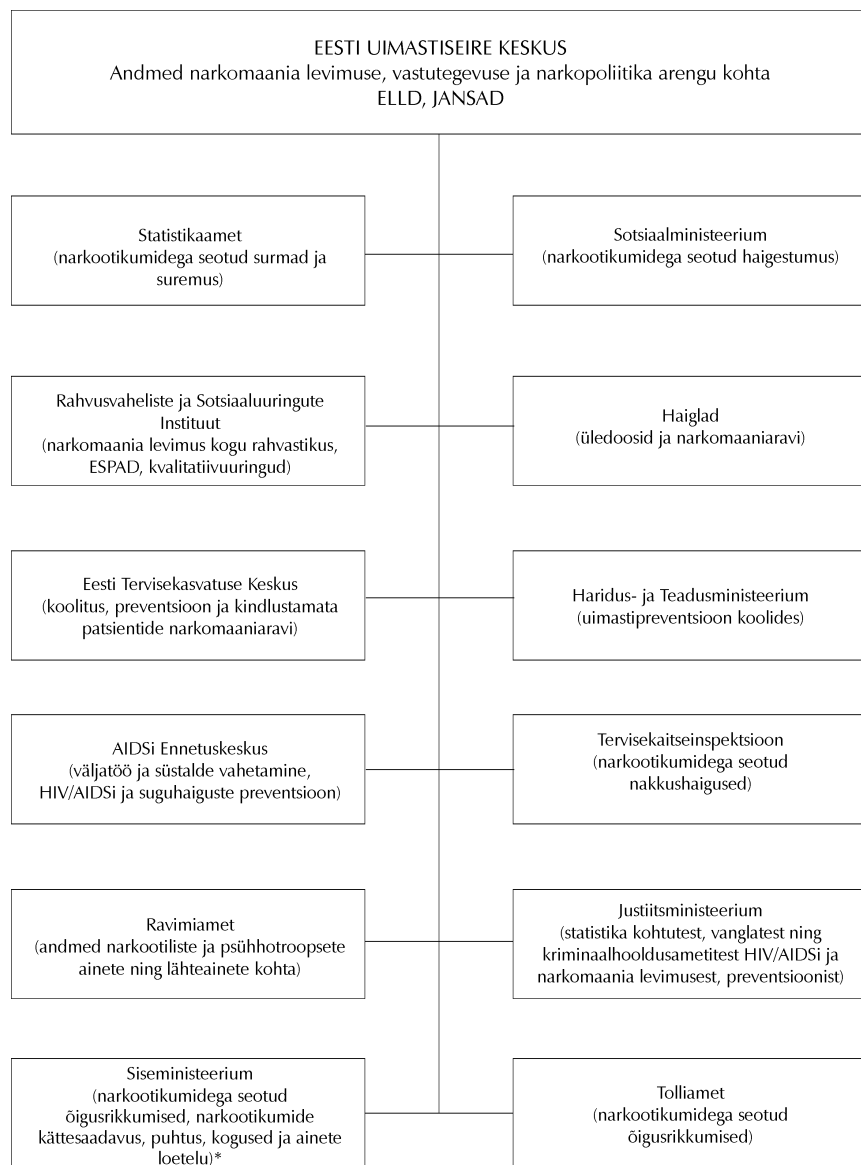 EESTI UIMASTISEIRE KESKUS
Andmed narkomaania levimuse, vastutegevuse ja narkopoliitika arengu kohta
ELLD, JANSAD
Statistikaamet
(narkootikumidega seotud surmad ja
suremus)
Sotsiaalministeerium
(narkootikumidega seotud haigestumus)
Rahvusvaheliste ja Sotsiaaluuringute
Instituut
(narkomaania levimus kogu rahvastikus,
ESPAD, kvalitatiivuuringud)
Haiglad
(üledoosid ja narkomaaniaravi)
Eesti Tervisekasvatuse Keskus
(koolitus, preventsioon ja kindlustamata
patsientide narkomaaniaravi)
Haridus- ja Teadusministeerium
(uimastipreventsioon koolides)
AIDSi Ennetuskeskus
(väljatöö ja süstalde vahetamine,
HIV/AIDSi ja suguhaiguste preventsioon)
Tervisekaitseinspektsioon
(narkootikumidega seotud
nakkushaigused)
Ravimiamet
(andmed narkootiliste ja psühhotroopsete
ainete ning lähteainete kohta)
Justiitsministeerium
(statistika kohtutest, vanglatest ning
kriminaalhooldusametitest HIV/AIDSi ja
narkomaania levimusest, preventsioonist)
Siseministeerium
(narkootikumidega seotud
õigusrikkumised, narkootikumide
kättesaadavus, puhtus, kogused ja ainete
loetelu)*
Tolliamet
(narkootikumidega seotud
õigusrikkumised)